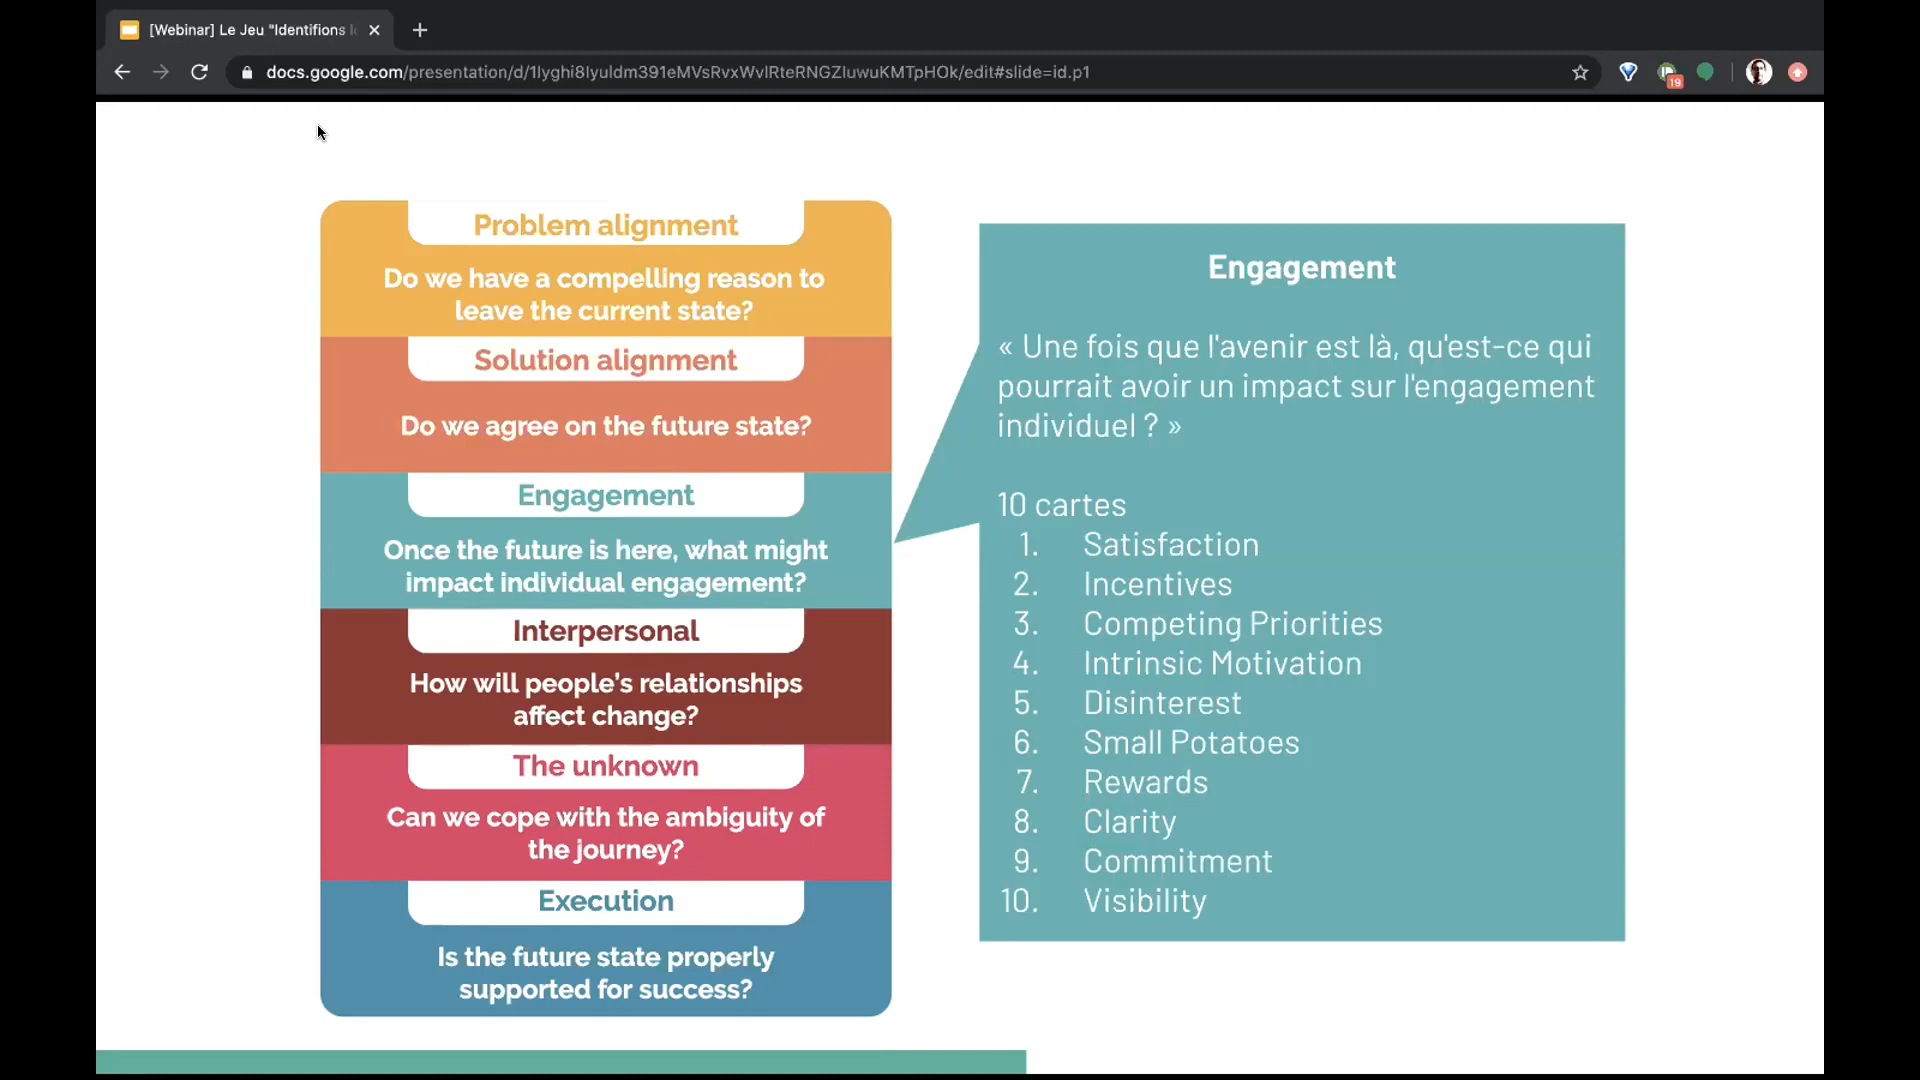 [Webinar] Le Jeu "Identifions
docs.google.com/presentation/d/1lyghi8lyuldm391eMVsRvxWvlRteRNGZIuwuKMTpHOk/edit#slide=id.p1
19
Problem alignment
Do we have a compelling reason to
leave the current state?
Solution alignment
Do we agree on the future state?
Engagement
Once the future is here, what might
impact individual engagement?
Interpersonal
How will people's relationships
affect change?
The unknown
Can we cope with the ambiguity of
the journey?
Execution
Is the future state properly
supported for success?
Engagement
« Une fois que l'avenir est là, qu'est-ce qui
pourrait avoir un impact sur l'engagement
individuel ? »
10 cartes
1. Satisfaction
2. Incentives
3. Competing Priorities
4. Intrinsic Motivation
5. Disinterest
6. Small Potatoes
7. Rewards
8. Clarity
9. Commitment
10. Visibility